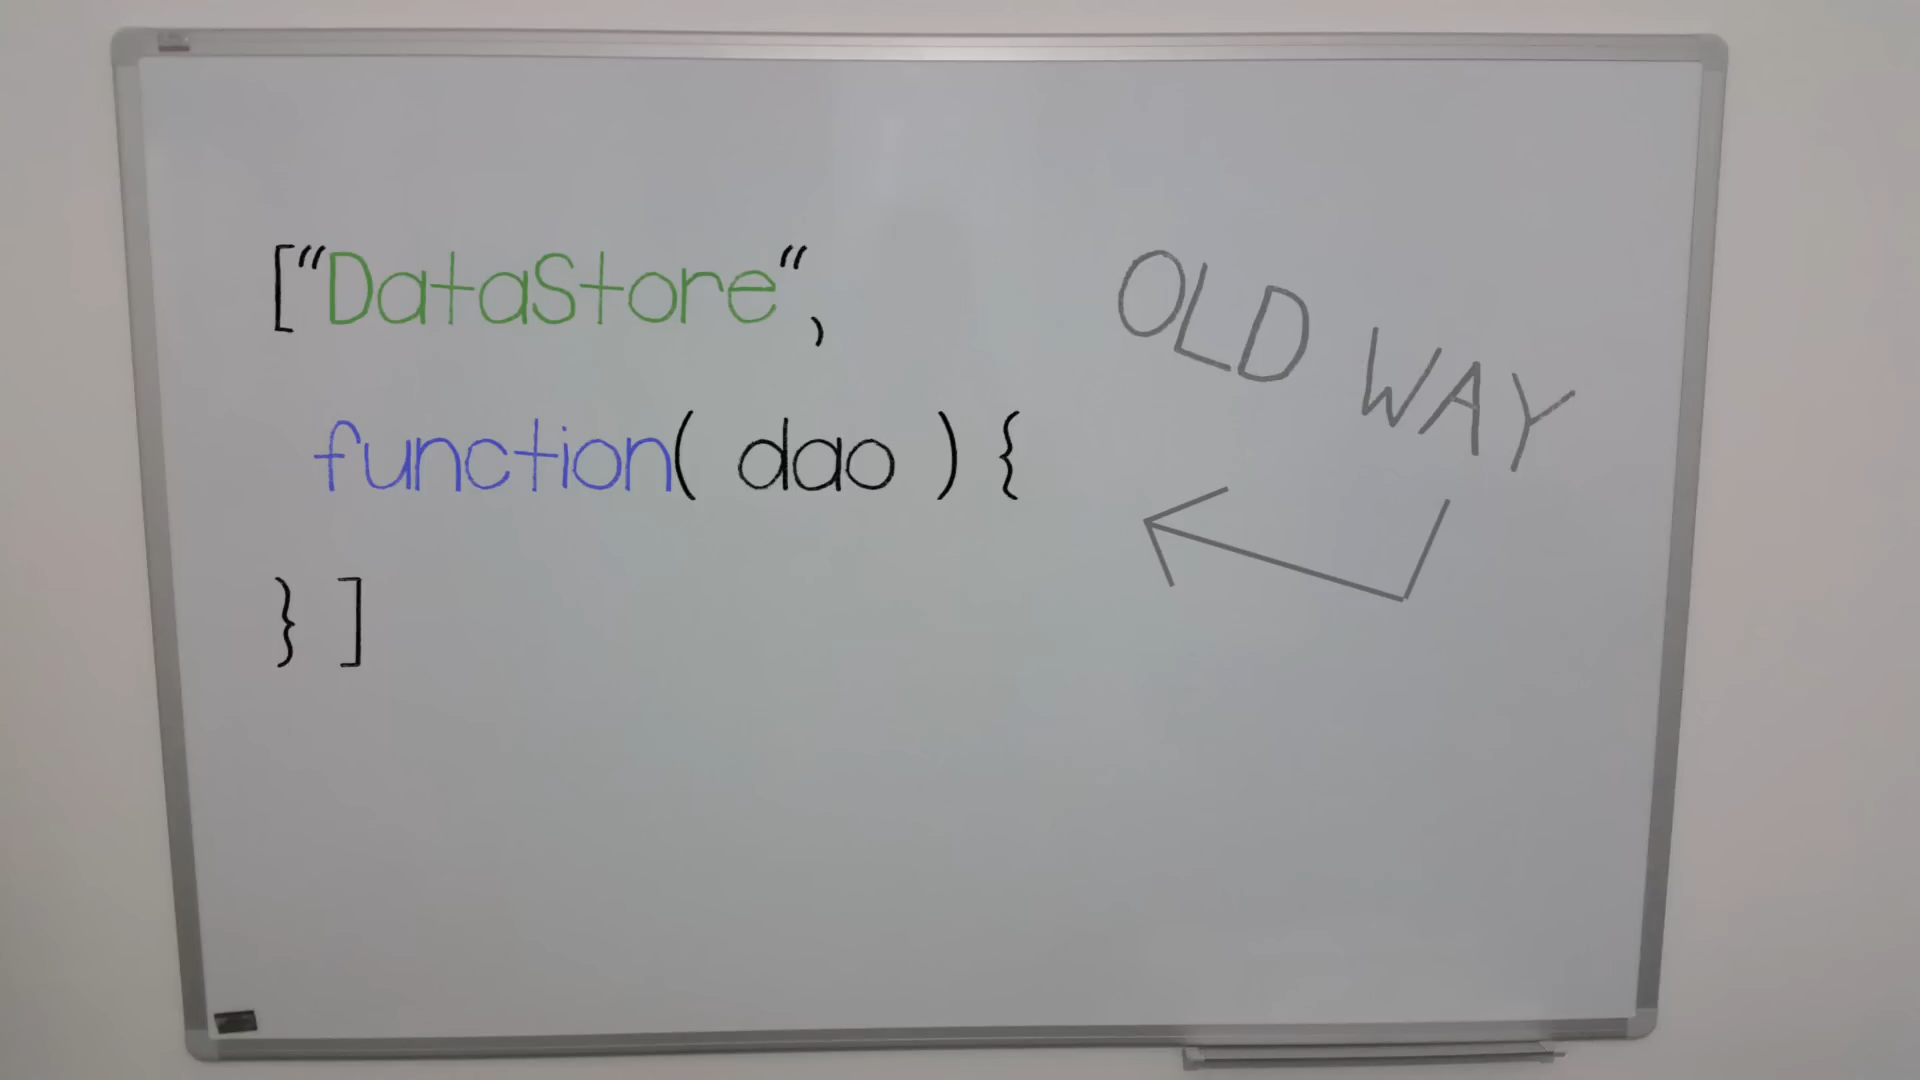 ["DataStore",
OLD WAY
function( dao ) {
} ]